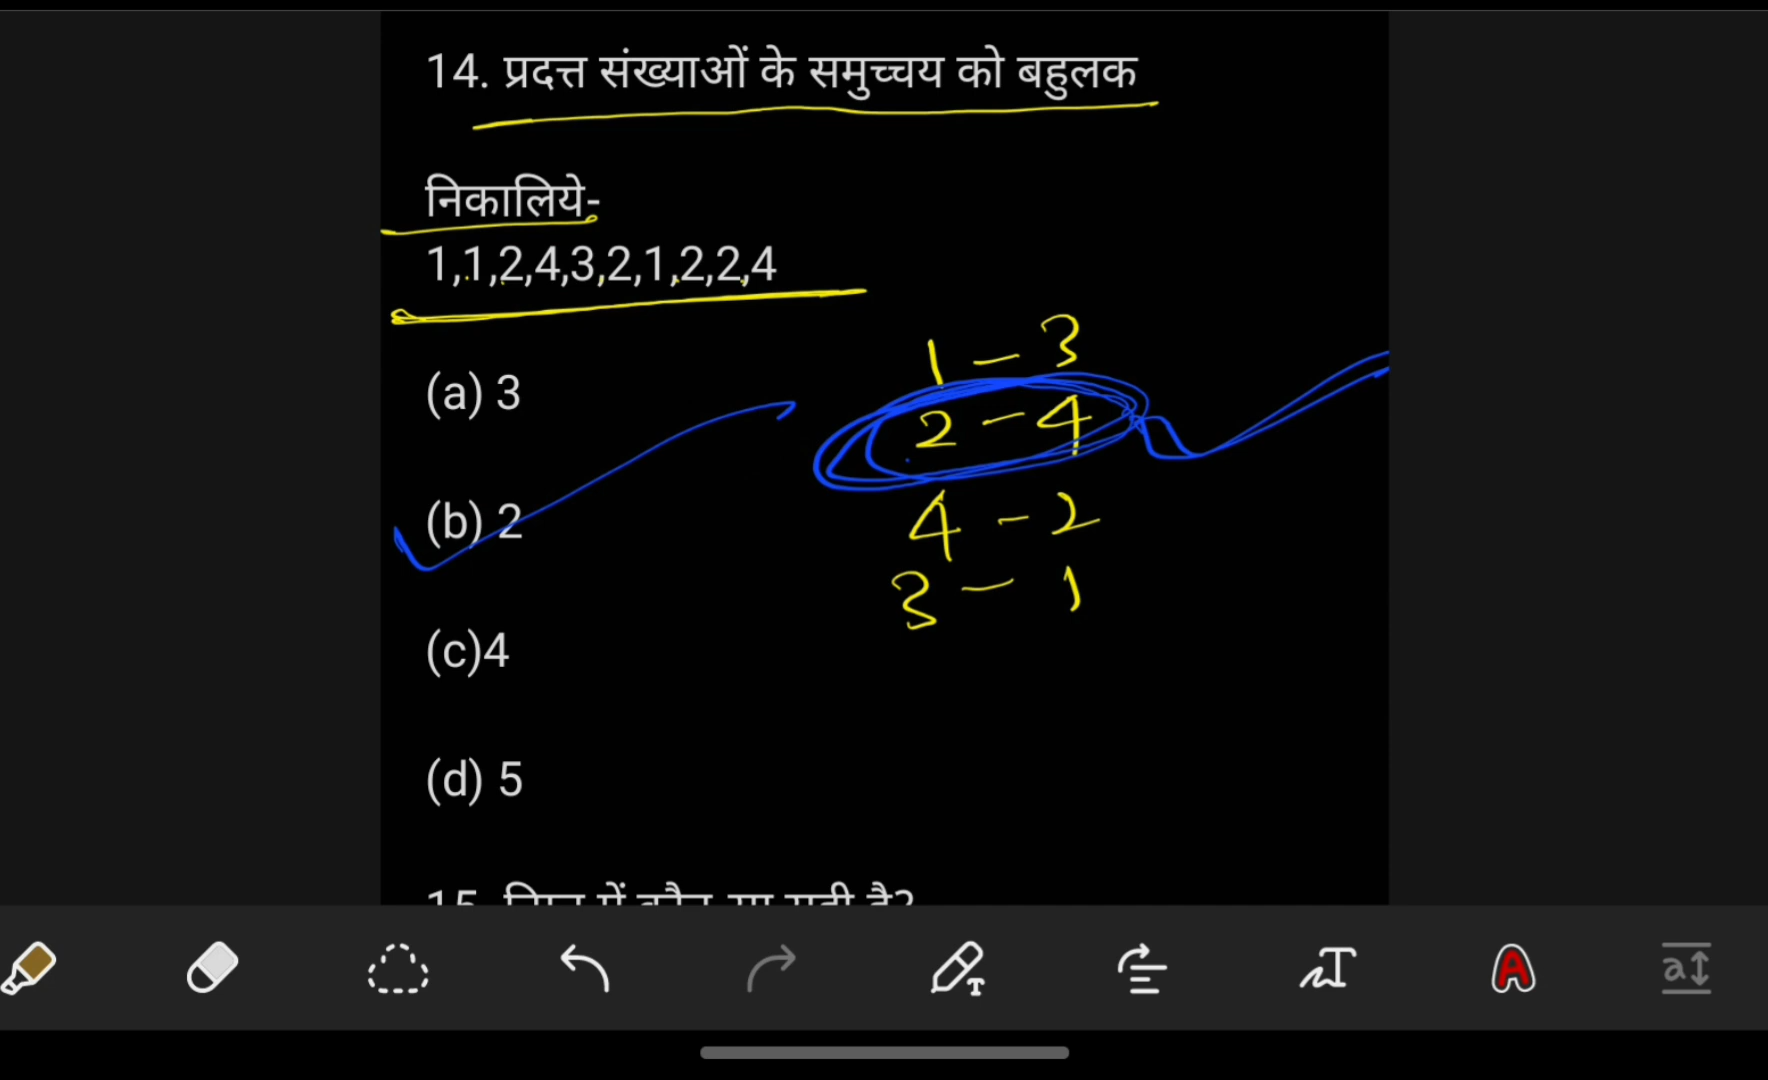 14. प्रदत्त संख्याओं के समुच्चय को बहुलक
निकालिये-
1,1,2,4,3,2,1,2,2,4
1 – 3
(a) 3
2 – 4
(b) 2
4 – 2
3 – 1
(c)4
(d) 5